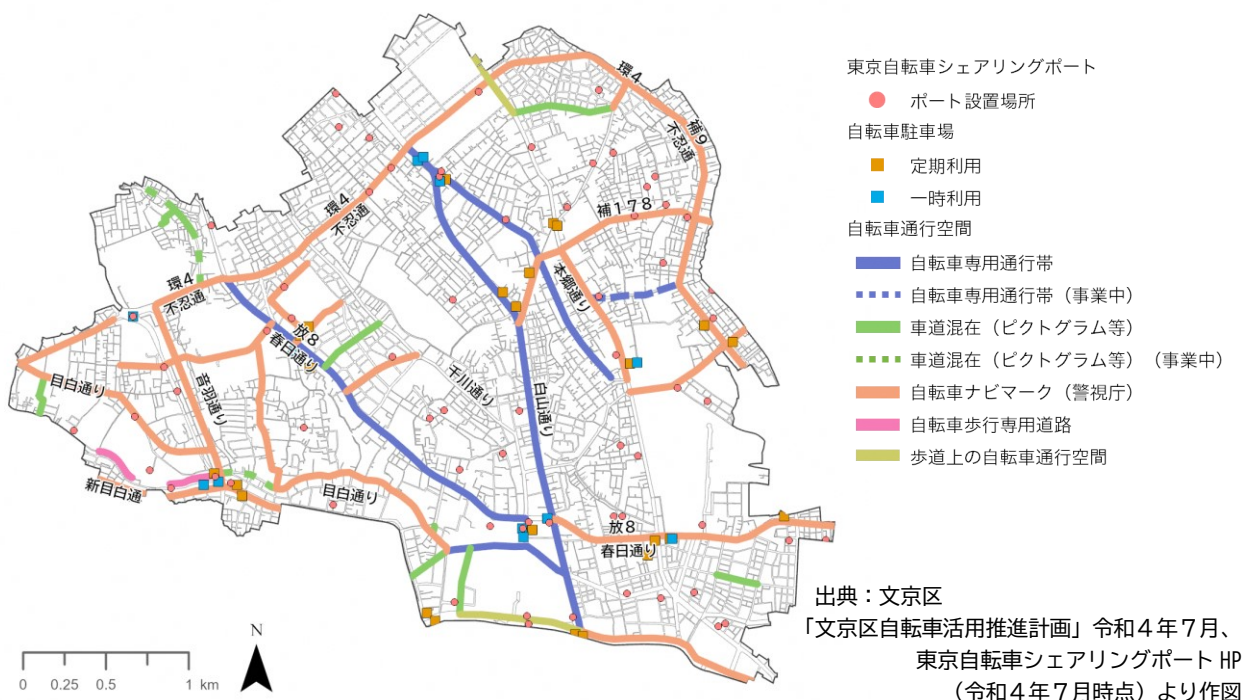 東京自転車シェアリングポート
ポート設置場所
自転車駐車場
定期利用
一時利用
自転車通行空間
自転車専用通行帯
自転車専用通行帯（事業中）
車道混在（ピクトグラム等）
車道混在（ピクトグラム等）（事業中）
自転車ナビマーク（警視庁）
自転車歩行専用道路
歩道上の自転車通行空間
環4
補9
不忍通
環4
不忍通
補178
本郷通り
環4
不忍通
放8
春日通り
目白通り
音羽通り
千川通り
白山通り
新目白通
目白通り
放8
春日通り
N
0 0.25 0.5 1 km
出典：文京区
「文京区自転車活用推進計画」令和４年７月、
東京自転車シェアリングポート HP
（令和４年７月時点）より作図